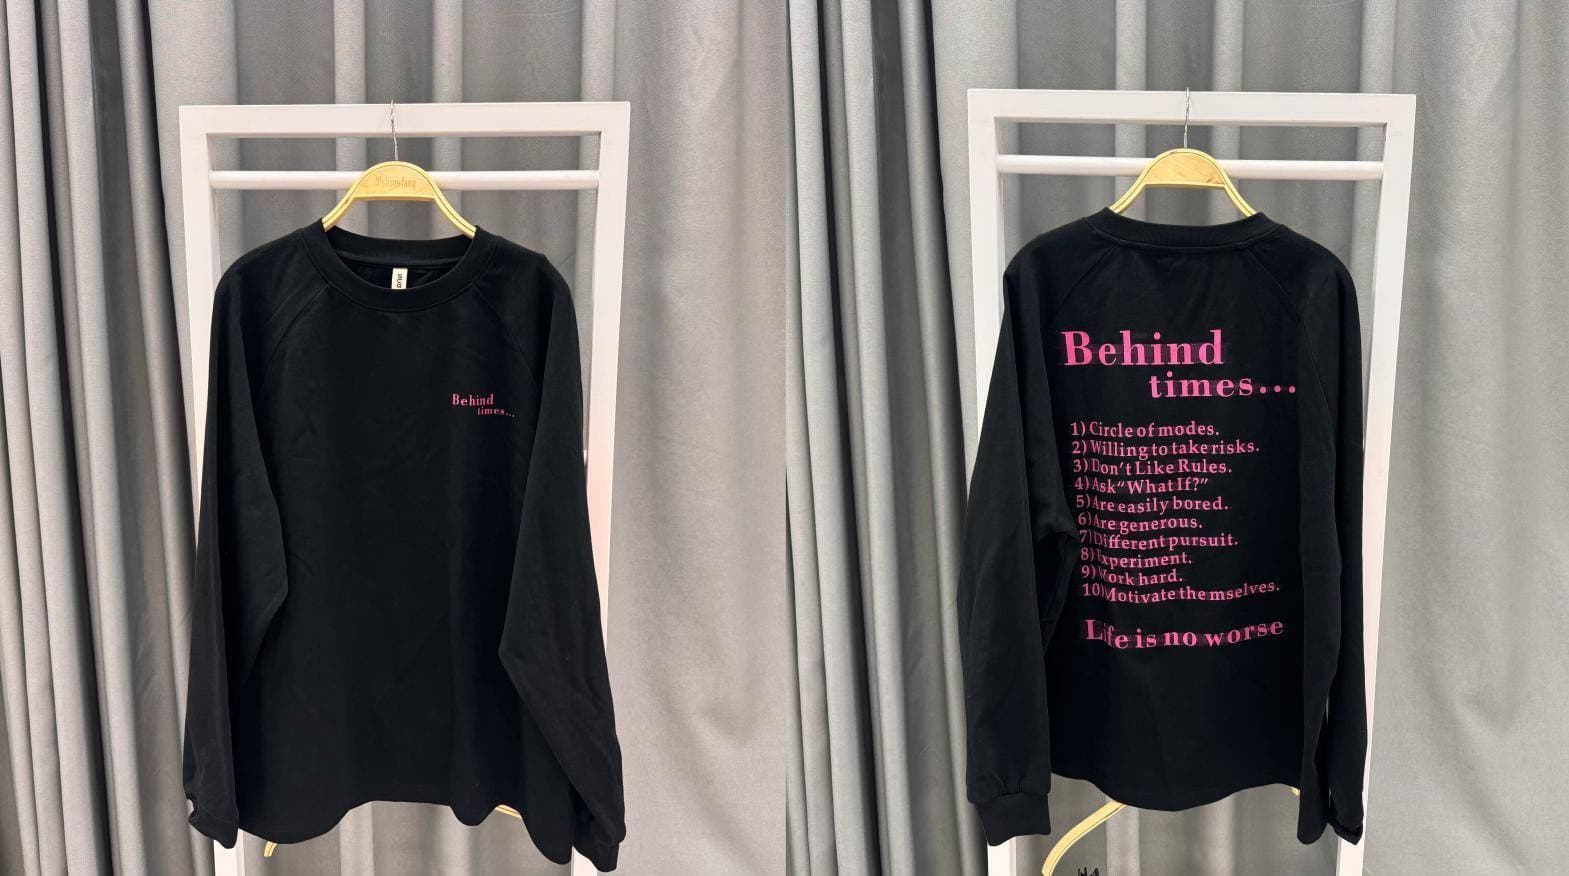 Behind
times...
Behind
times...
1) Circle of modes.
2) Willing to take risks.
3) Don't Like Rules.
4) Ask "What If?"
5) Are easily bored.
6) Are generous.
7) Different pursuit.
8) Experiment.
9) Work hard.
10) Motivate the mselves.
Life is no worse